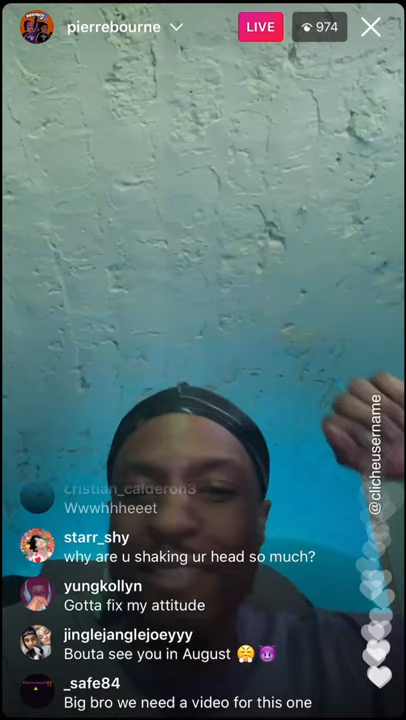 pierrebourne
LIVE
974
@clicheusername
cristian_calderon3
Wwwhhheeet
starr_shy
why are u shaking ur head so much?
yungkollyn
Gotta fix my attitude
jinglejanglejoeyyy
Bouta see you in August 😤😈
_safe84
Big bro we need a video for this one